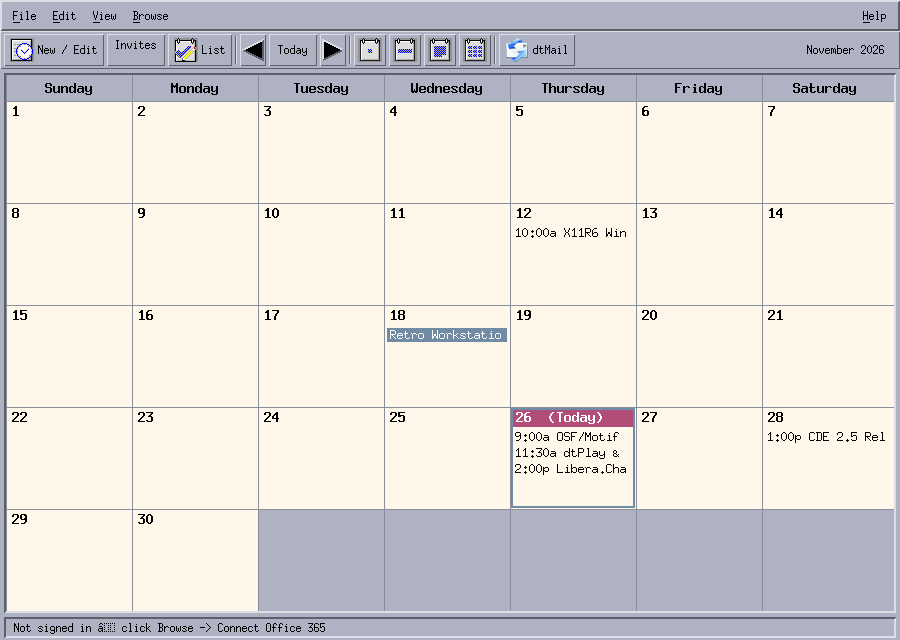 File Edit View Browse Help
New / Edit Invites List Today dtMail November 2026
Sunday Monday Tuesday Wednesday Thursday Friday Saturday
1 2 3 4 5 6 7
8 9 10 11 12 13 14
10:00a X11R6 Win
15 16 17 18 19 20 21
Retro Workstatio
22 23 24 25 26 (Today) 27 28
9:00a OSF/Motif 1:00p CDE 2.5 Rel
11:30a dtPlay &
2:00p Libera.Cha
29 30
Not signed in â click Browse -> Connect Office 365